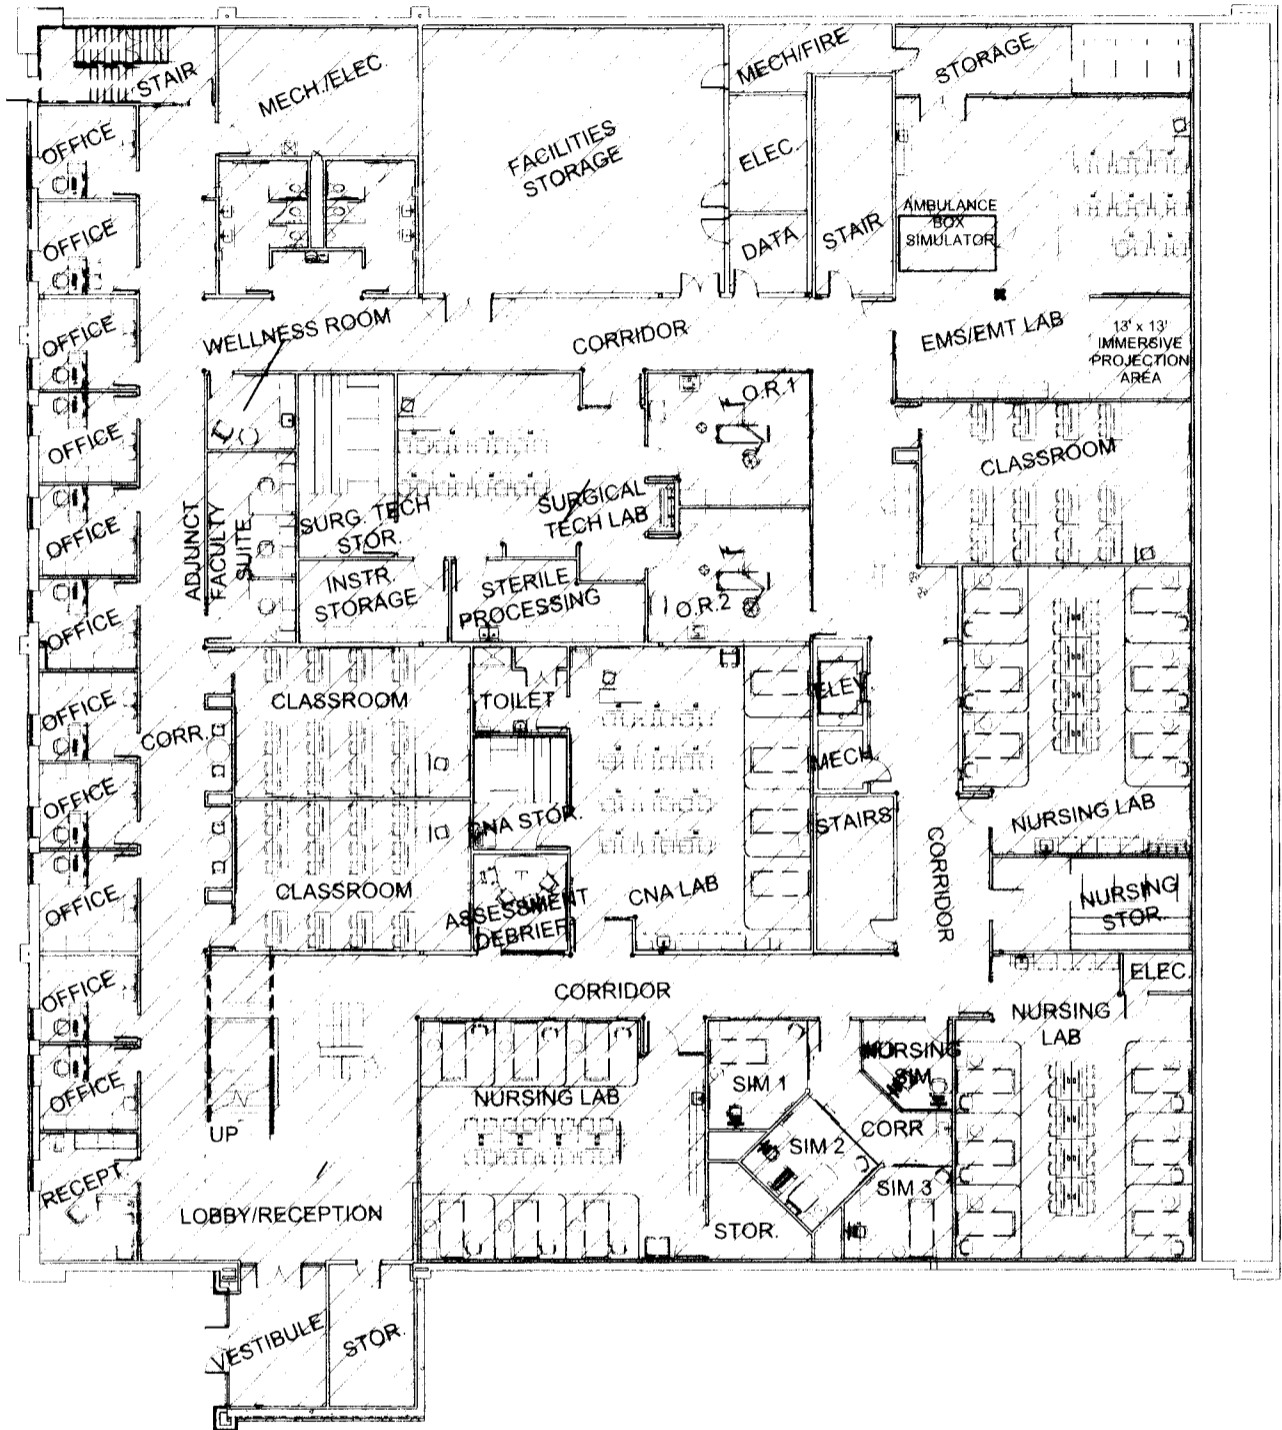 STAIR
MECH./ELEC.
MECH/FIRE
STORAGE
OFFICE
FACILITIES
STORAGE
ELEC.
OFFICE
AMBULANCE
BOX
SIMULATOR
DATA
STAIR
OFFICE
WELLNESS ROOM
CORRIDOR
EMS/EMT LAB
13' x 13'
IMMERSIVE
PROJECTION
AREA
O.R.1
OFFICE
CLASSROOM
OFFICE
ADJUNCT
FACULTY
SUITE
SURG. TECH
STOR.
SURGICAL
TECH LAB
INSTR.
STORAGE
STERILE
PROCESSING
O.R.2
OFFICE
OFFICE
CORR.
CLASSROOM
TOILET
ELEV
MECH.
OFFICE
CNA STOR.
STAIRS
NURSING LAB
OFFICE
CLASSROOM
ASSESSMENT
DEBRIEF
CNA LAB
CORRIDOR
NURSING
STOR.
OFFICE
CORRIDOR
ELEC.
NURSING
LAB
OFFICE
UP
NURSING LAB
SIM 1
NURSING
SIM
SIM 2
CORR
SIM 3
RECEPT.
LOBBY/RECEPTION
STOR.
VESTIBULE
STOR.